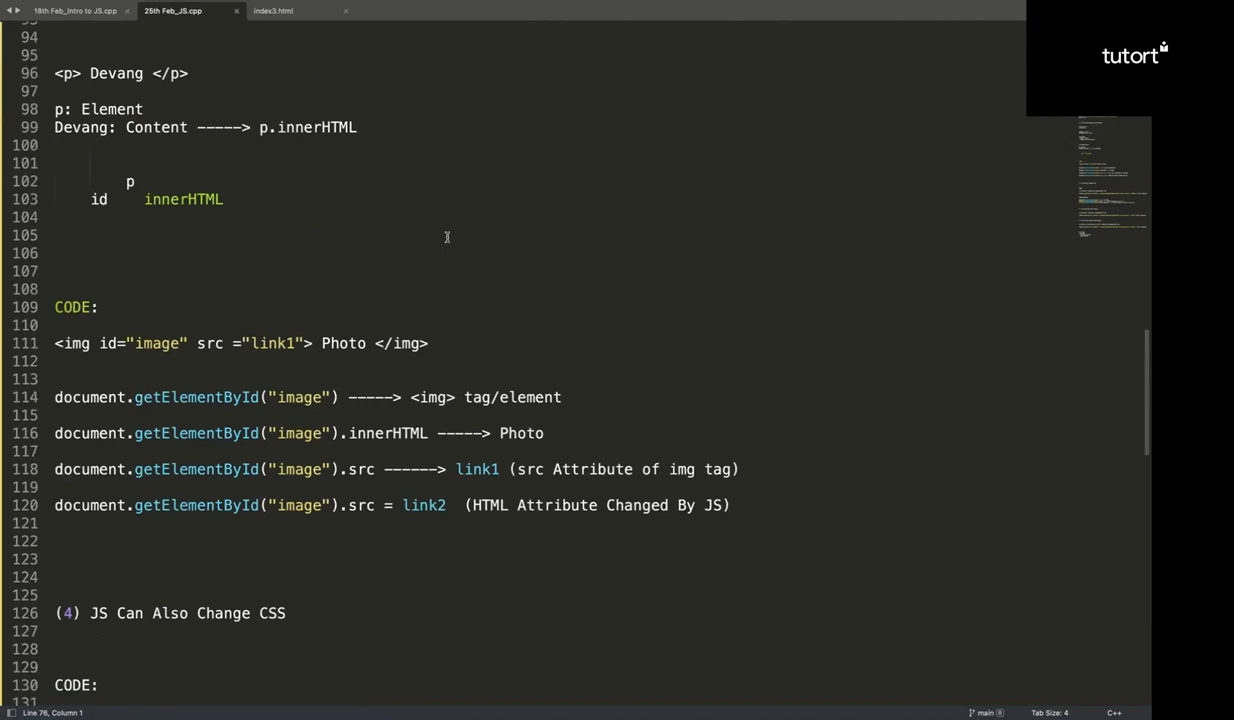 18th Feb_Intro to JS.cpp
25th Feb_JS.cpp
index3.html
tutort
94
95
96 <p> Devang </p>
97
98 p: Element
99 Devang: Content -----> p.innerHTML
100
101
102 p
103 id innerHTML
104
105
106
107
108
109 CODE:
110
111 <img id="image" src ="link1"> Photo </img>
112
113
114 document.getElementById("image") -----> <img> tag/element
115
116 document.getElementById("image").innerHTML -----> Photo
117
118 document.getElementById("image").src ------> link1 (src Attribute of img tag)
119
120 document.getElementById("image").src = link2 (HTML Attribute Changed By JS)
121
122
123
124
125
126 (4) JS Can Also Change CSS
127
128
129
130 CODE:
131
Line 76, Column 1
main
Tab Size: 4
C++